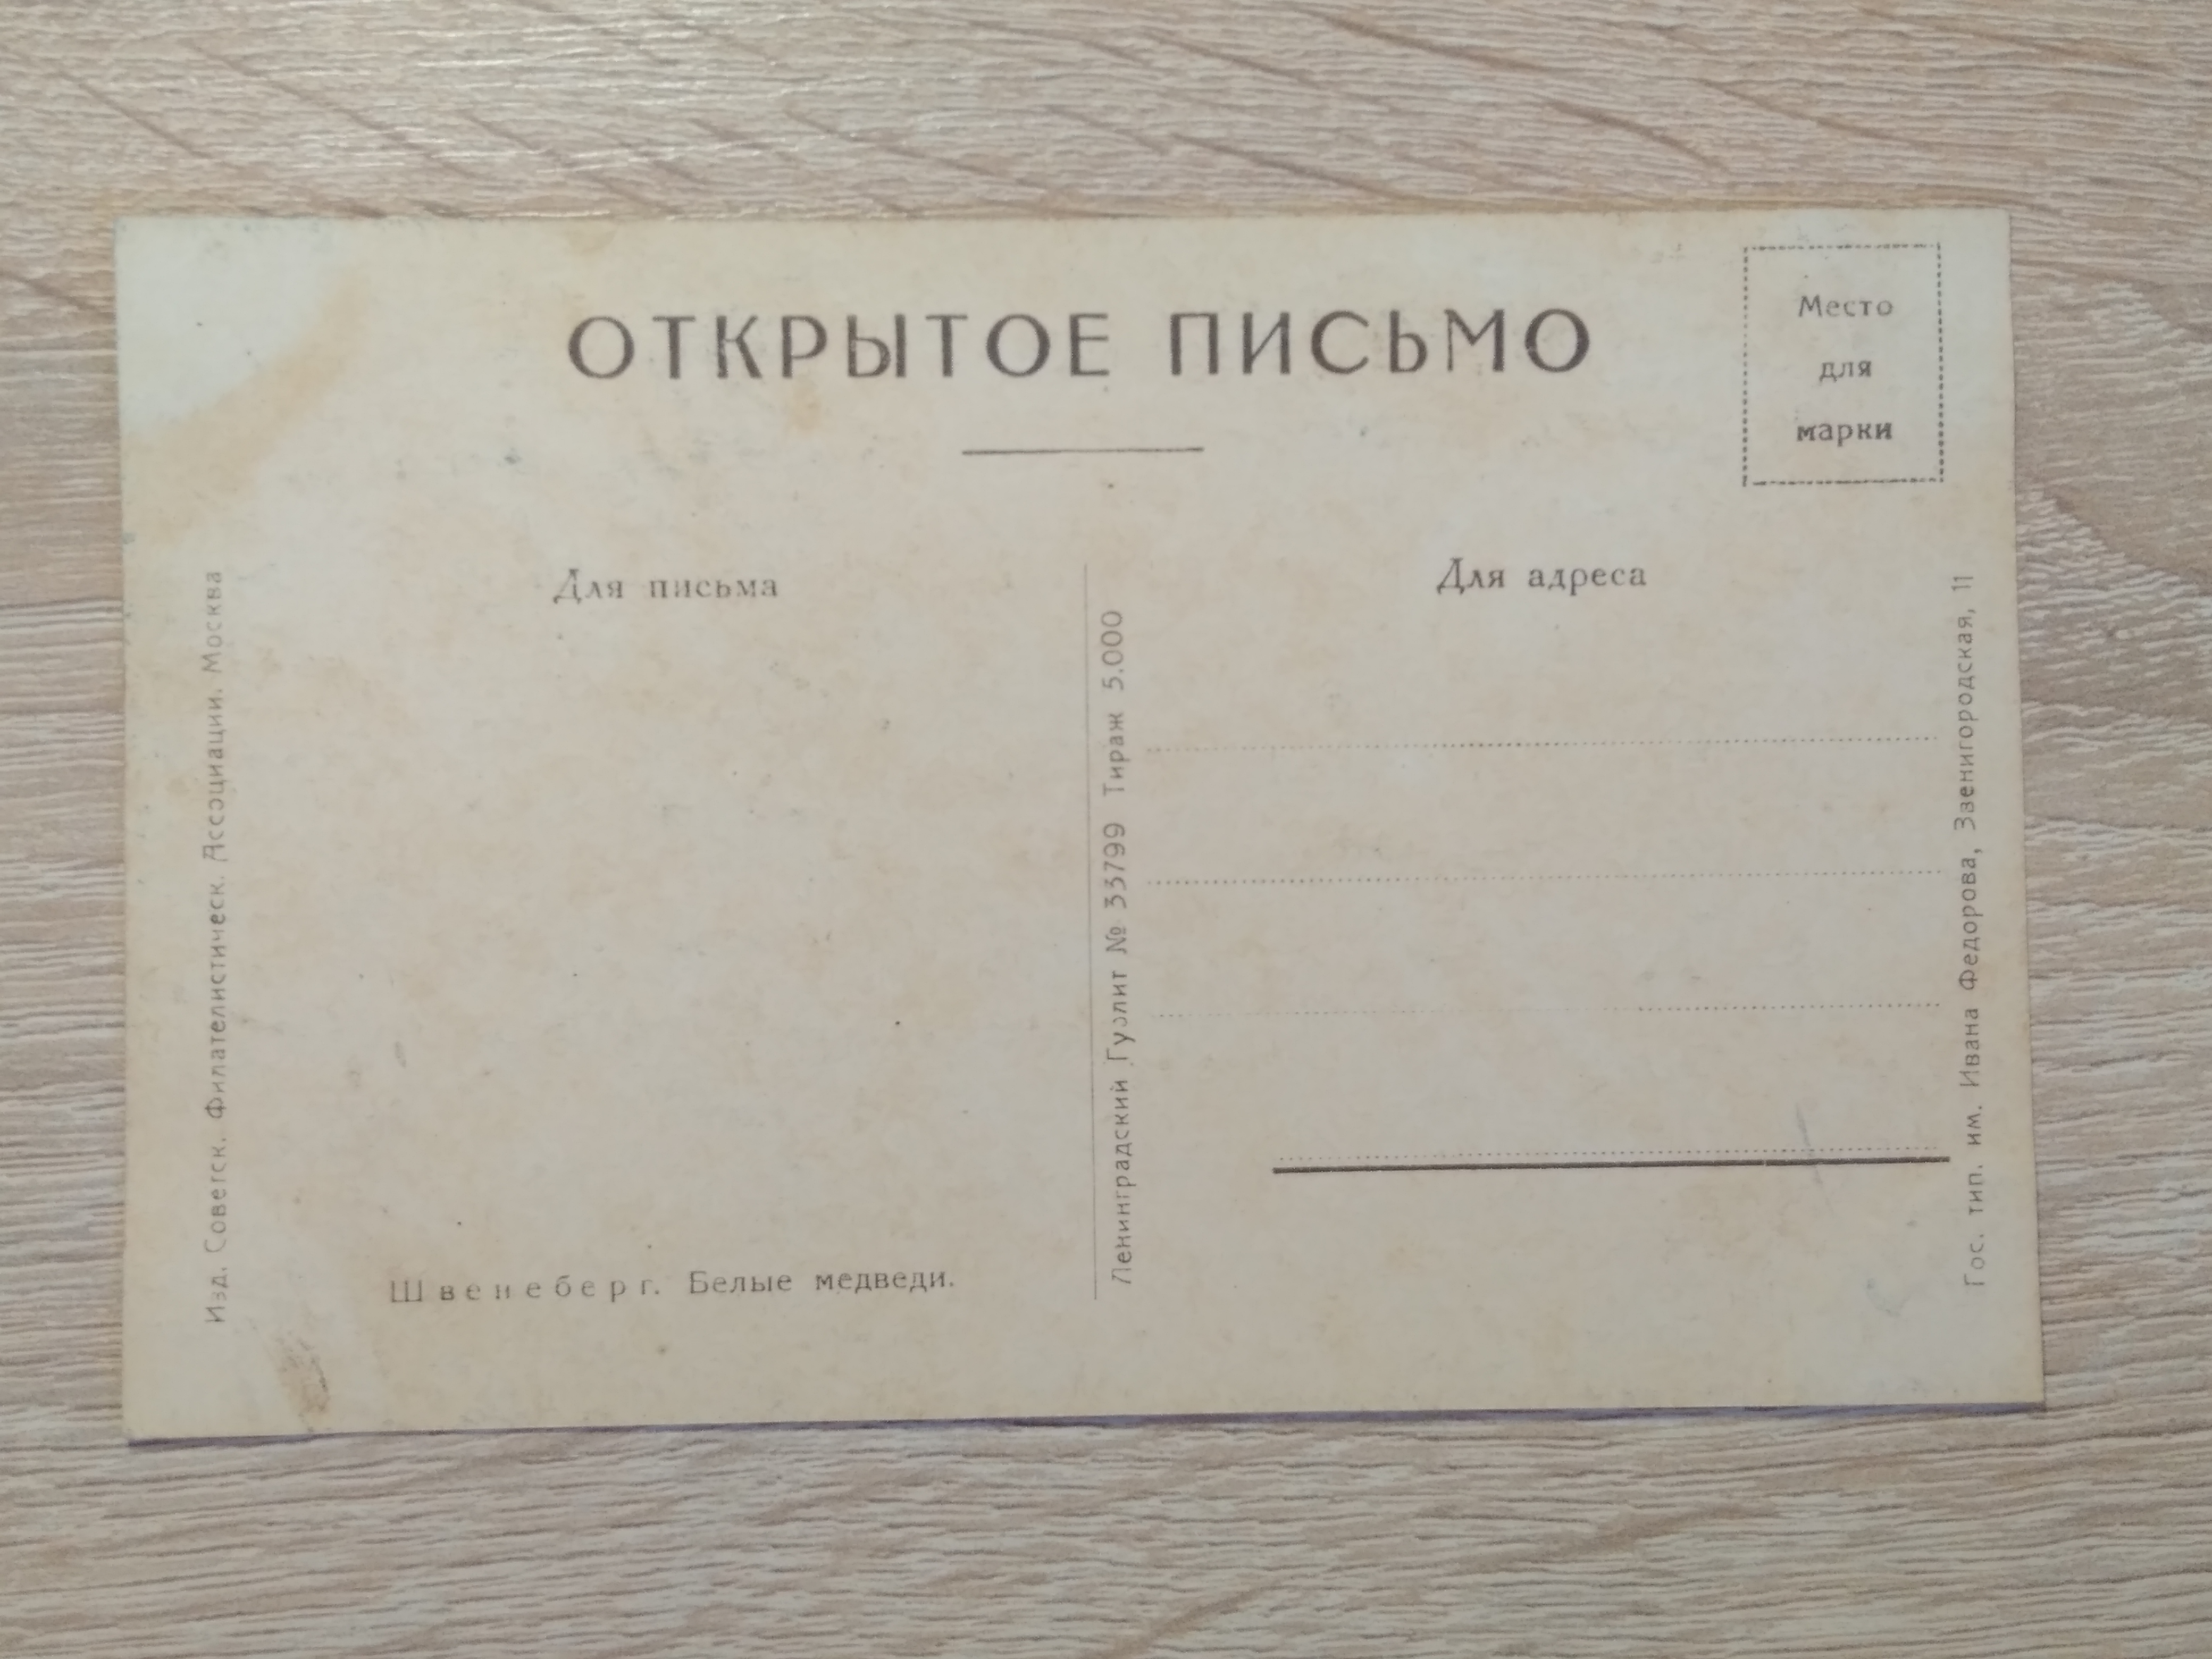 ОТКРЫТОЕ ПИСЬМО
Место
для
марки
Для письма
Для адреса
Изд. Советск. Филателистическ. Ассоциации. Москва
Швенеберг. Белые медведи.
Ленинградский Гублит № 33799 Тираж 5.000
Гос. тип. им. Ивана Федорова, Звенигородская, 11